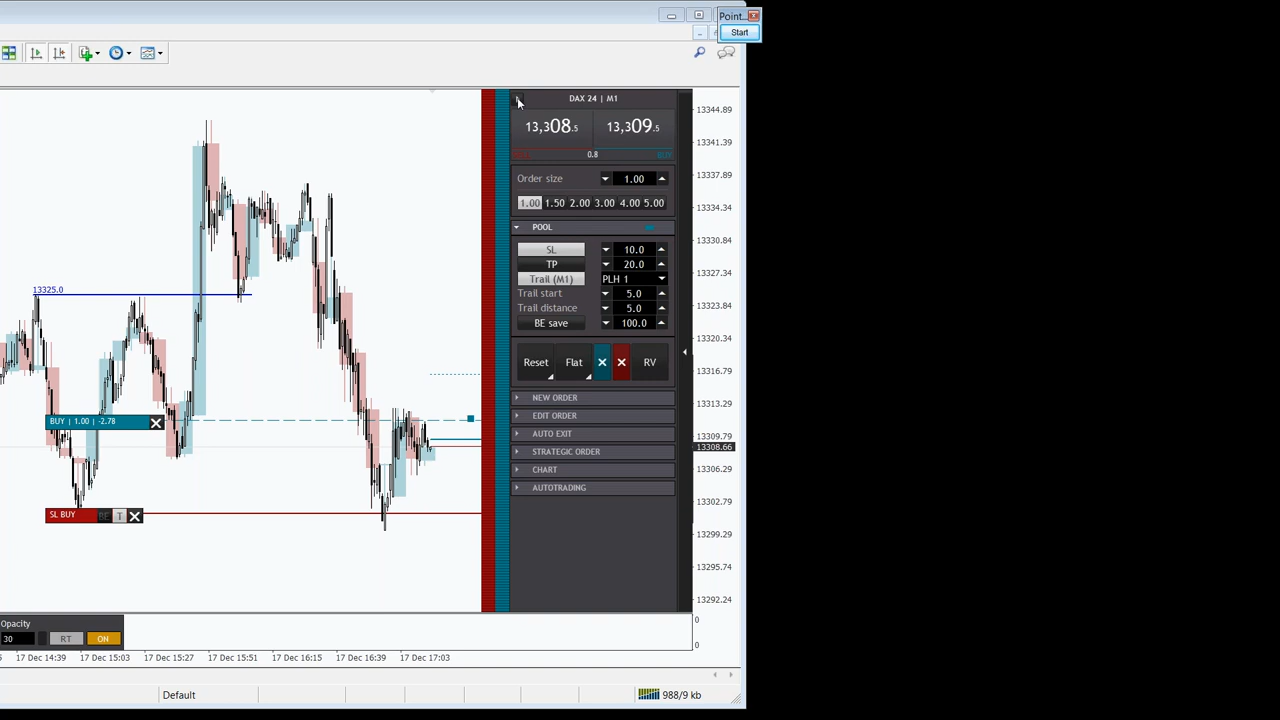 Point...
Start
DAX 24 | M1
13,308.5 13,309.5
0.8 BUY
Order size 1.00
1.00 1.50 2.00 3.00 4.00 5.00
POOL
SL 10.0
TP 20.0
Trail (M1) PLH 1
Trail start 5.0
Trail distance 5.0
BE save 100.0
Reset Flat RV
NEW ORDER
EDIT ORDER
AUTO EXIT
STRATEGIC ORDER
CHART
AUTOTRADING
13344.89
13341.39
13337.89
13334.34
13330.84
13327.34
13323.84
13320.34
13316.79
13313.29
13309.79
13308.66
13306.29
13302.79
13299.29
13295.74
13292.24
0
0
13325.0
BUY | 1.00 | -2.78
SL BUY BE T
Opacity
30 RT ON
17 Dec 14:39 17 Dec 15:03 17 Dec 15:27 17 Dec 15:51 17 Dec 16:15 17 Dec 16:39 17 Dec 17:03
Default 988/9 kb